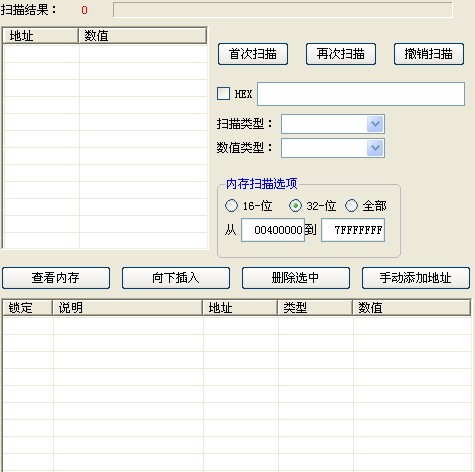 扫描结果： 0
地址 数值
首次扫描 再次扫描 撤销扫描
HEX
扫描类型：
数值类型：
内存扫描选项
16-位 32-位 全部
从 00400000 到 7FFFFFFF
查看内存 向下插入 删除选中 手动添加地址
锁定 说明 地址 类型 数值